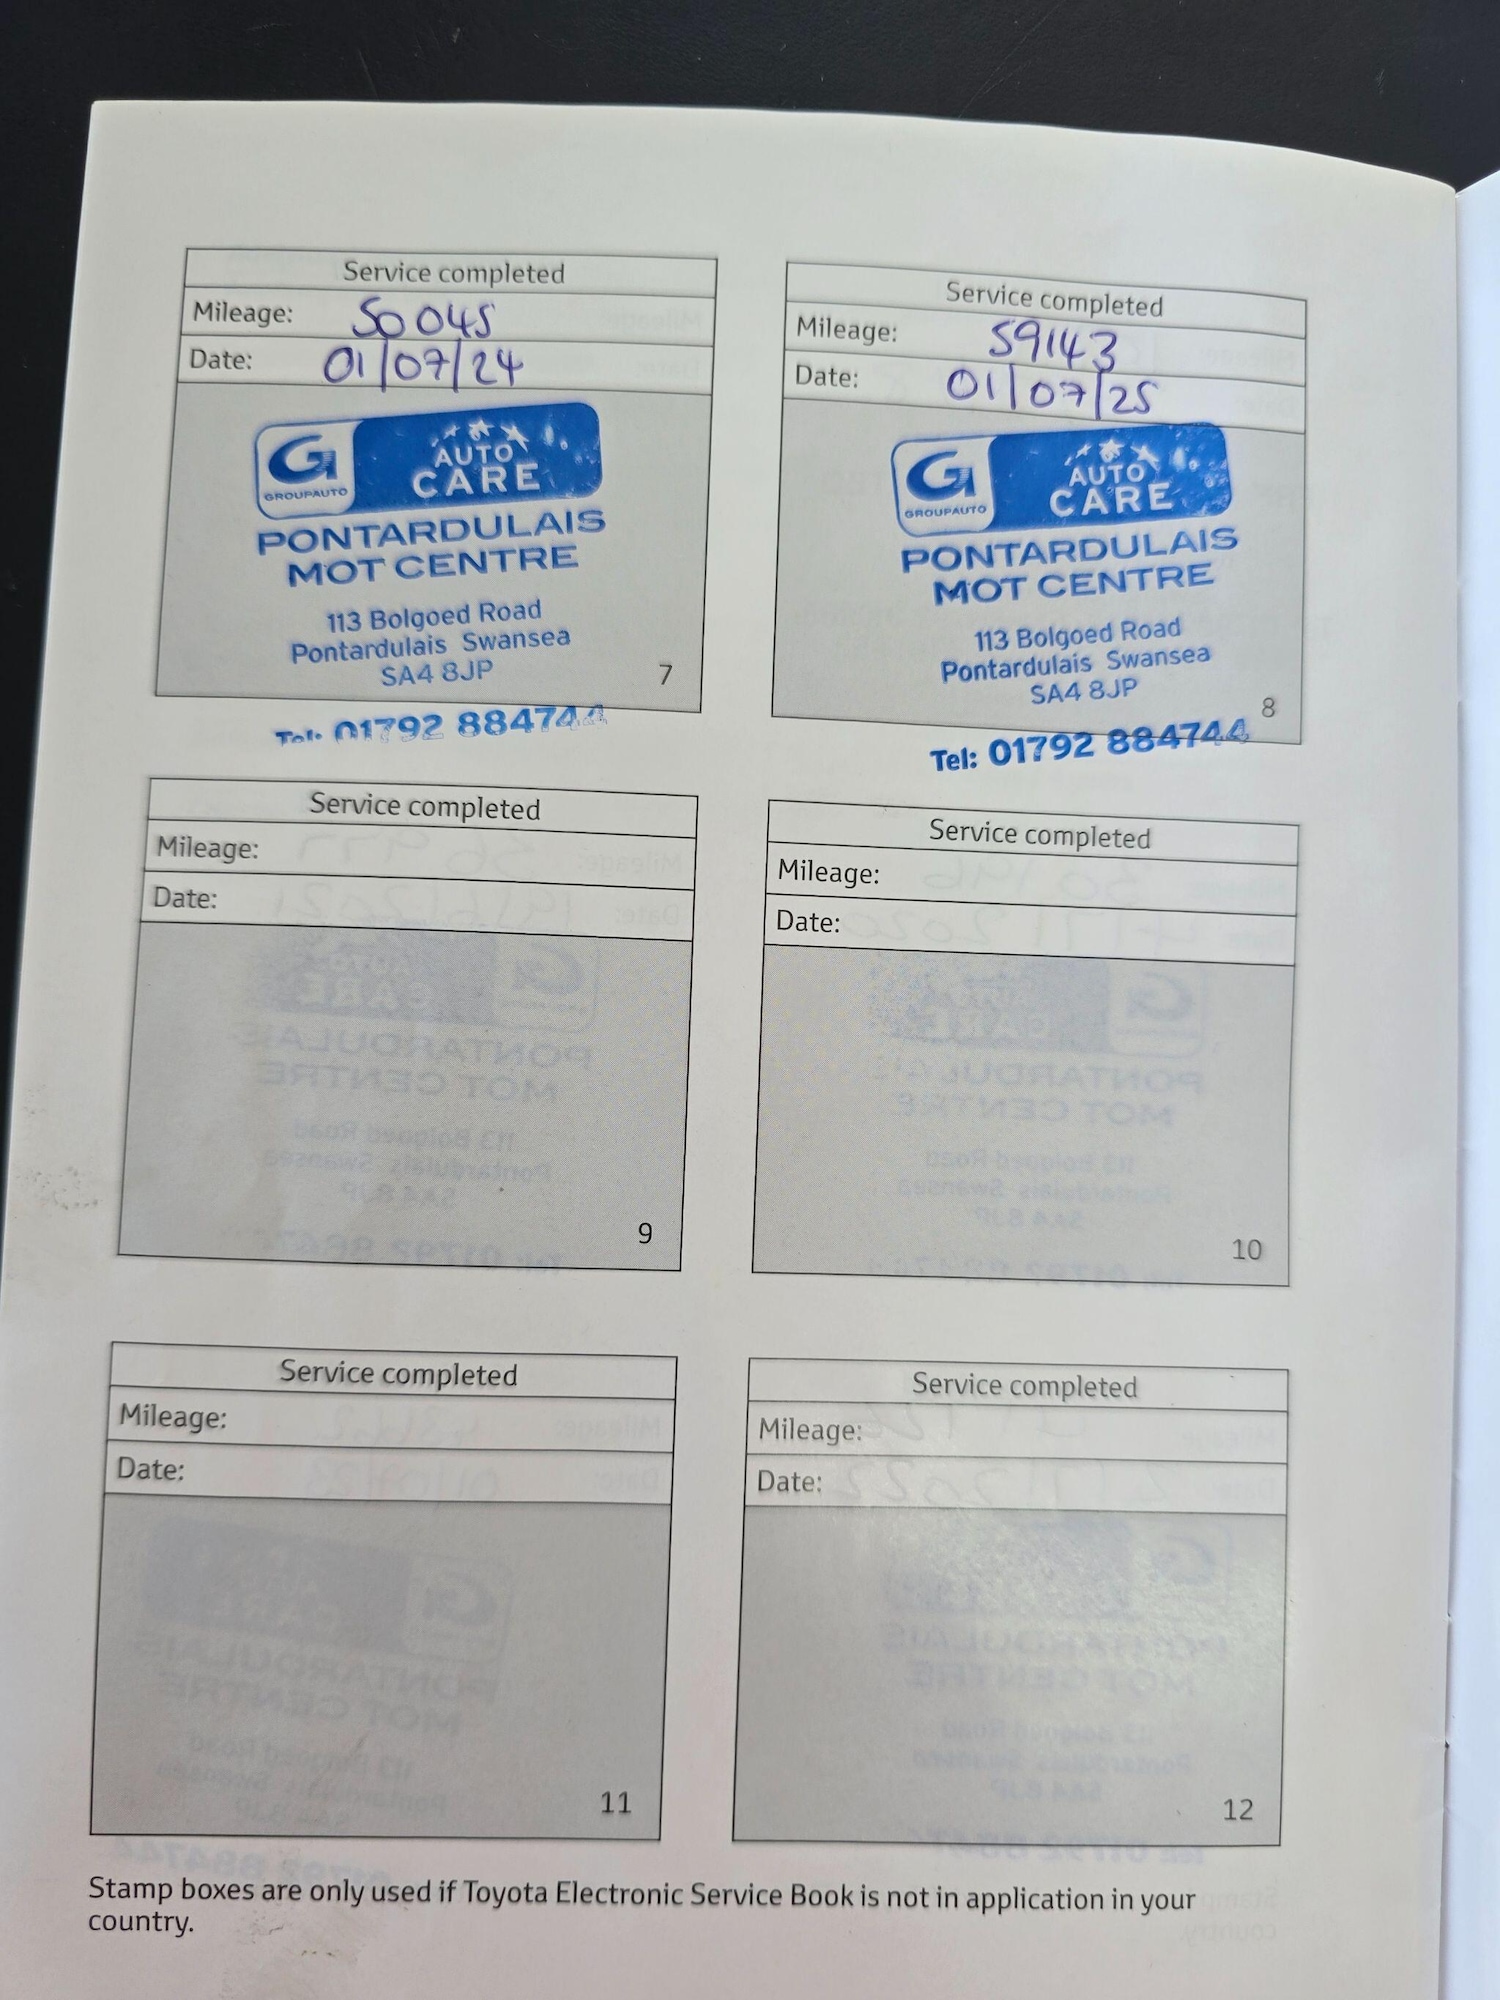 Service completed
Mileage: 50045
Date: 01/07/24
G GROUPAUTO
AUTO
CARE
PONTARDULAIS
MOT CENTRE
113 Bolgoed Road
Pontardulais Swansea
SA4 8JP
7
Tel: 01792 884744
Service completed
Mileage: 59143
Date: 01/07/25
G GROUPAUTO
AUTO
CARE
PONTARDULAIS
MOT CENTRE
113 Bolgoed Road
Pontardulais Swansea
SA4 8JP
8
Tel: 01792 884744
Service completed
Mileage:
Date:
9
Service completed
Mileage:
Date:
10
Service completed
Mileage:
Date:
11
Service completed
Mileage:
Date:
12
Stamp boxes are only used if Toyota Electronic Service Book is not in application in your
country.